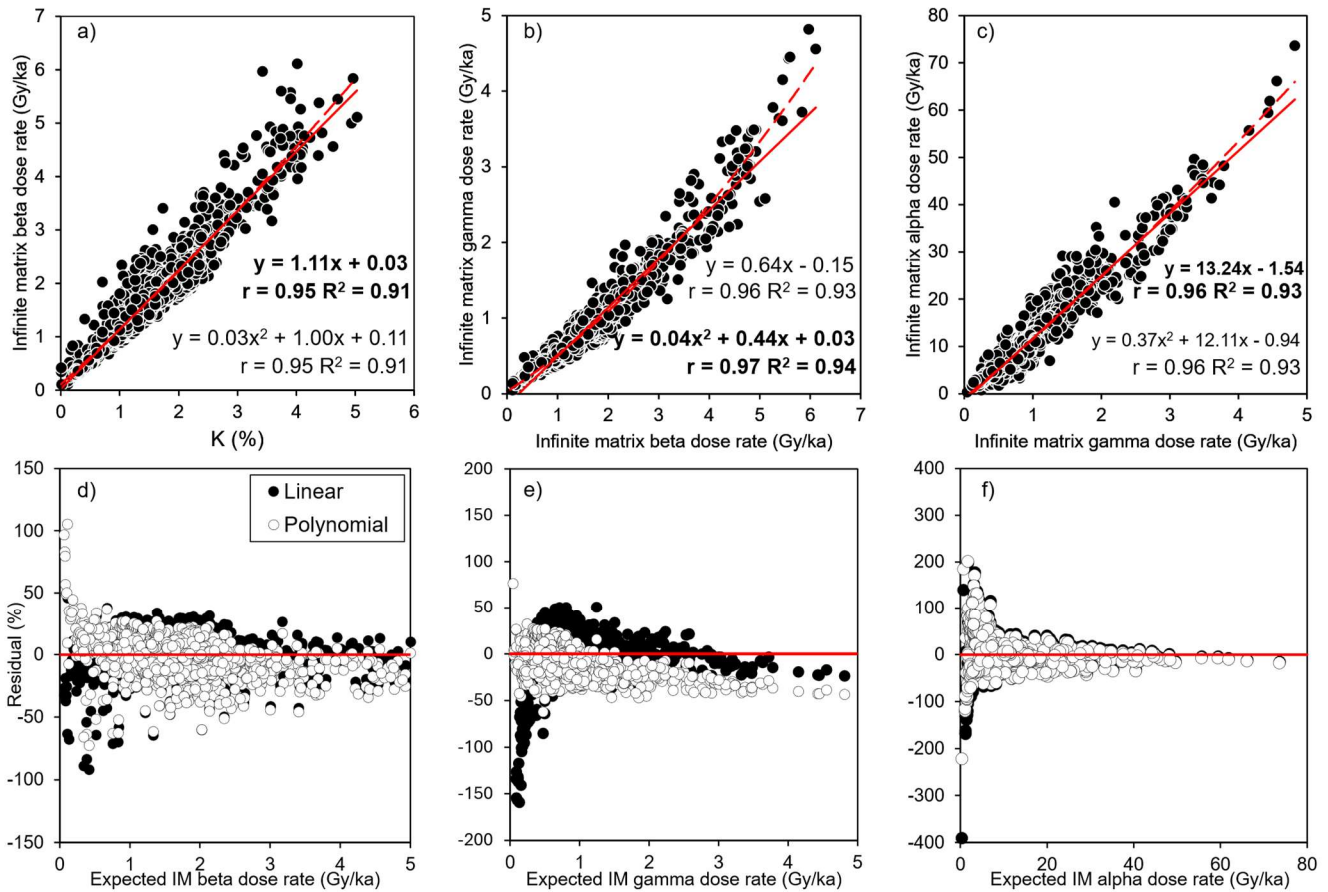 a)
Infinite matrix beta dose rate (Gy/ka)
7
6
5
4
3
2
1
0
y = 1.11x + 0.03
r = 0.95 R² = 0.91
y = 0.03x² + 1.00x + 0.11
r = 0.95 R² = 0.91
0 1 2 3 4 5 6
K (%)
b)
Infinite matrix gamma dose rate (Gy/ka)
5
4
3
2
1
0
y = 0.64x - 0.15
r = 0.96 R² = 0.93
y = 0.04x² + 0.44x + 0.03
r = 0.97 R² = 0.94
0 1 2 3 4 5 6 7
Infinite matrix beta dose rate (Gy/ka)
c)
Infinite matrix alpha dose rate (Gy/ka)
80
70
60
50
40
30
20
10
0
y = 13.24x - 1.54
r = 0.96 R² = 0.93
y = 0.37x² + 12.11x - 0.94
r = 0.96 R² = 0.93
0 1 2 3 4 5
Infinite matrix gamma dose rate (Gy/ka)
d)
Linear
Polynomial
Residual (%)
150
100
50
0
-50
-100
-150
0 1 2 3 4 5
Expected IM beta dose rate (Gy/ka)
e)
200
150
100
50
0
-50
-100
-150
-200
0 1 2 3 4 5
Expected IM gamma dose rate (Gy/ka)
f)
400
300
200
100
0
-100
-200
-300
-400
0 20 40 60 80
Expected IM alpha dose rate (Gy/ka)